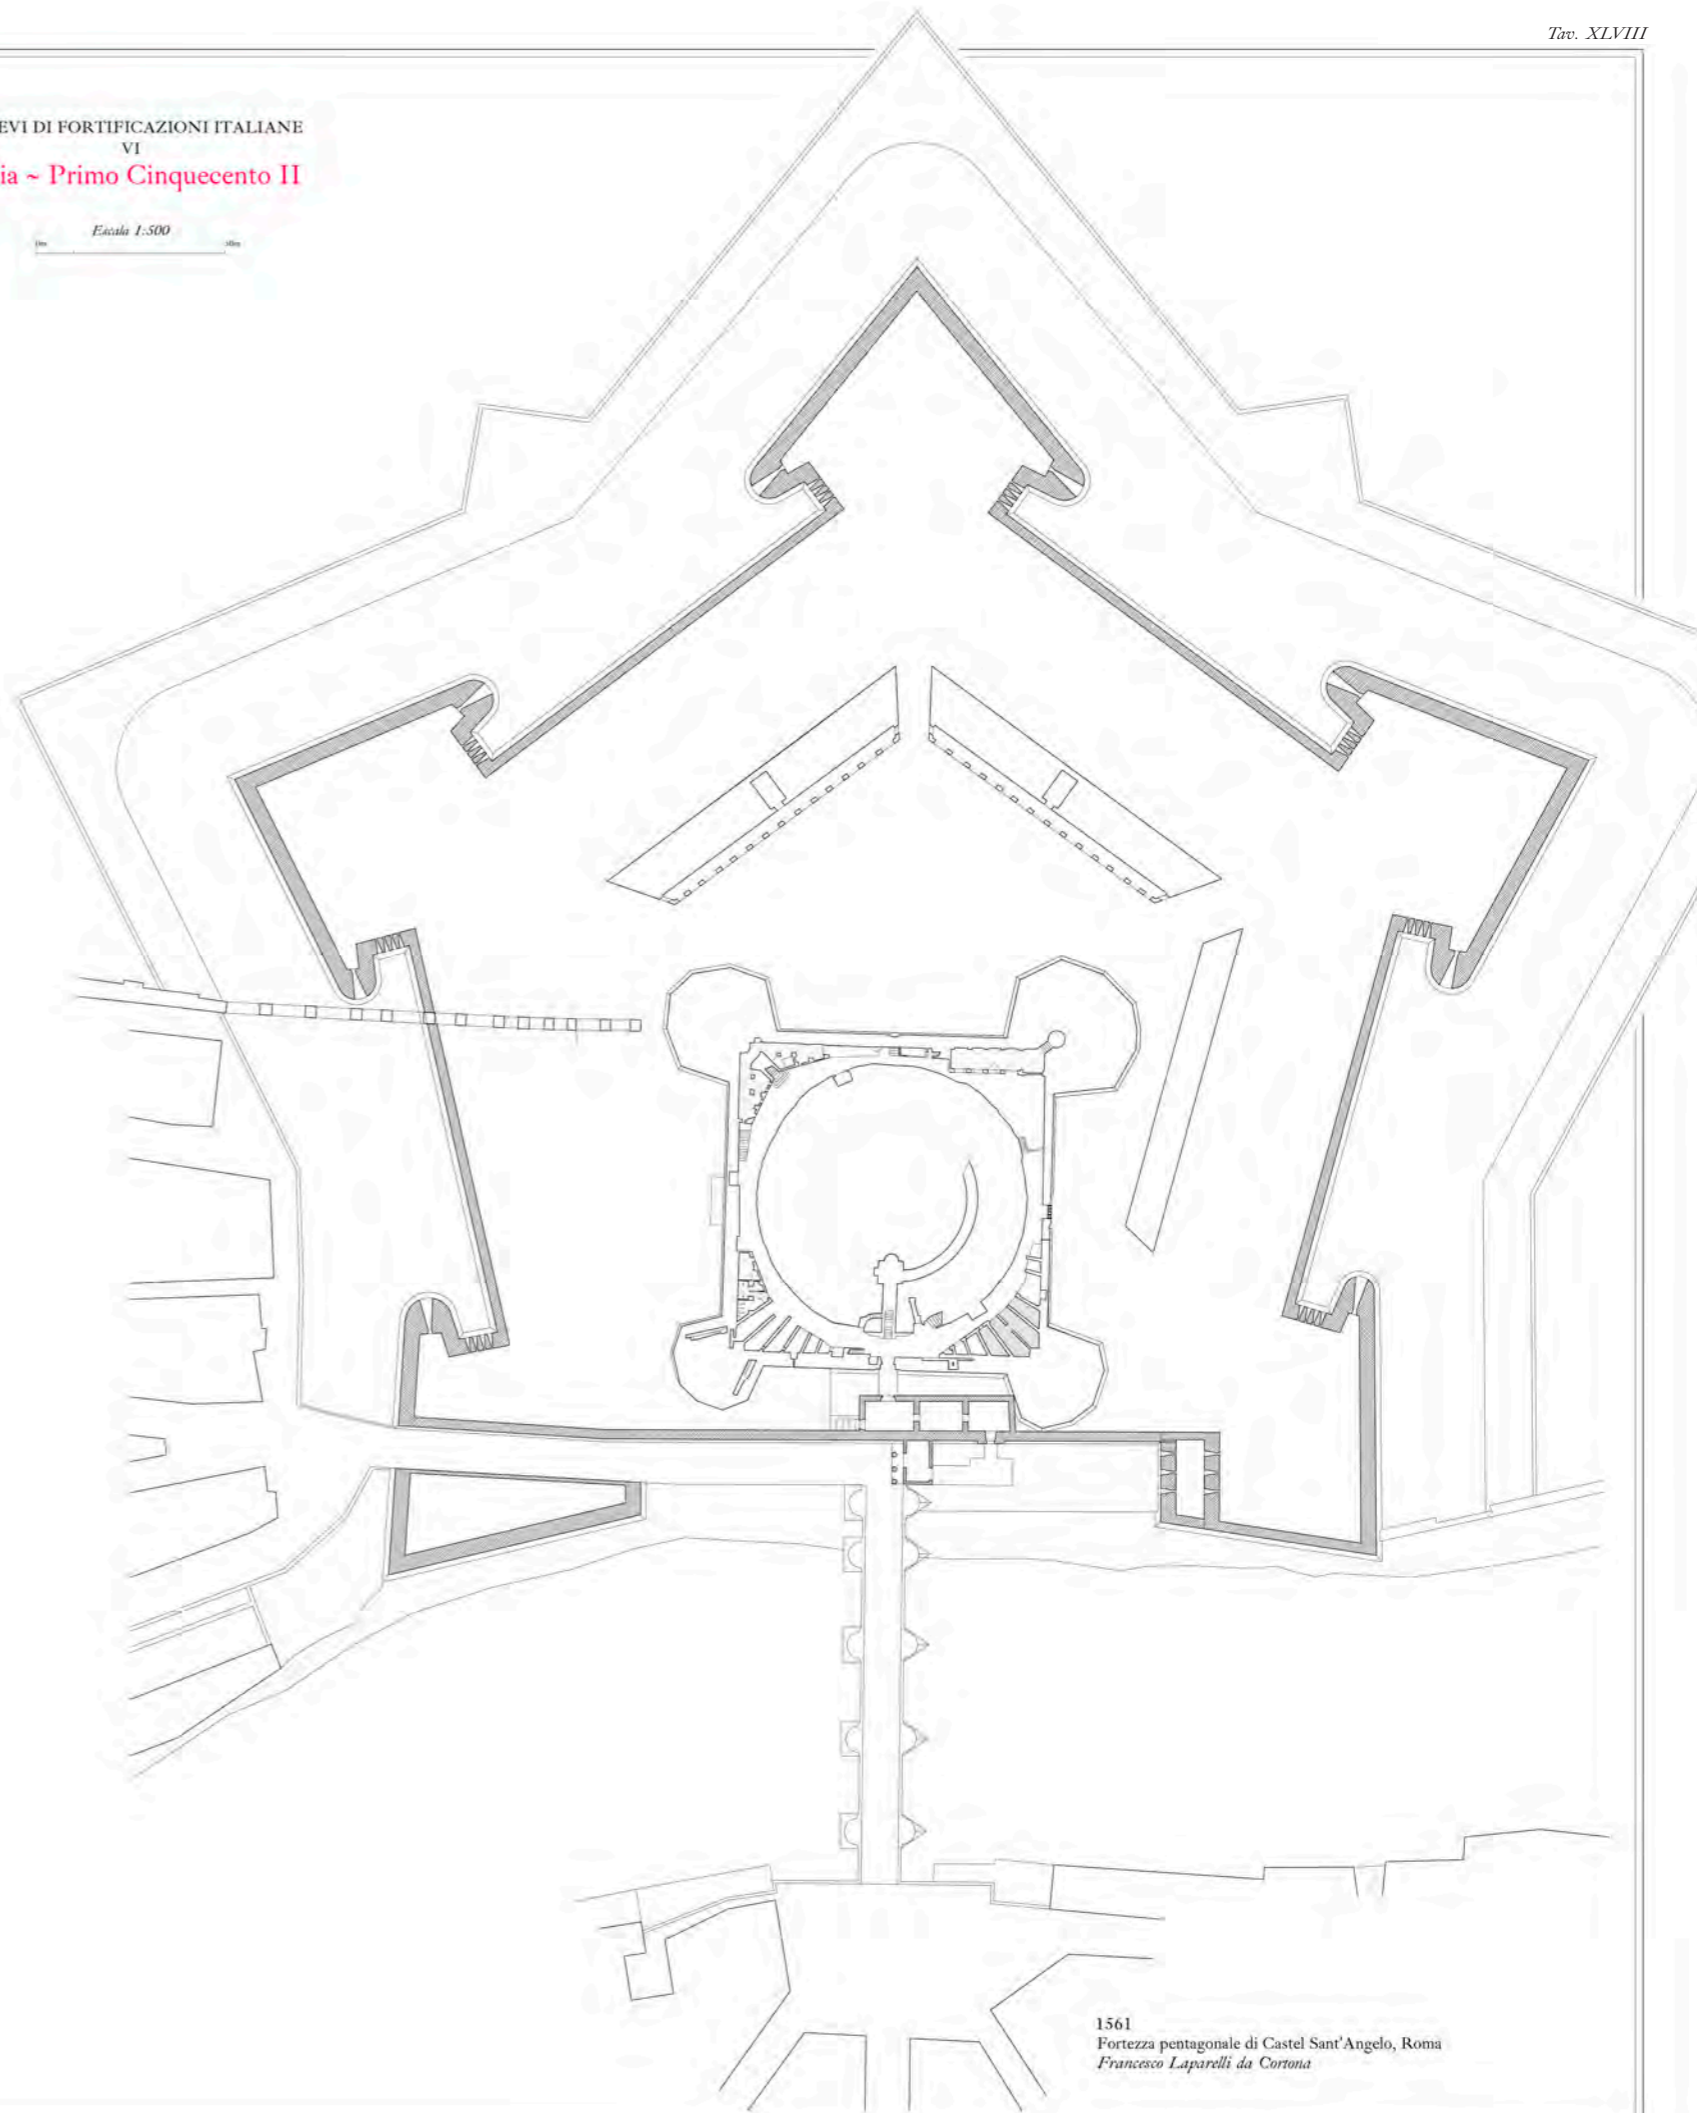 Tav. XLVIII
EVI DI FORTIFICAZIONI ITALIANE
VI
ia ~ Primo Cinquecento II
Escala 1:500
1561
Fortezza pentagonale di Castel Sant'Angelo, Roma
Francesco Laparelli da Cortona